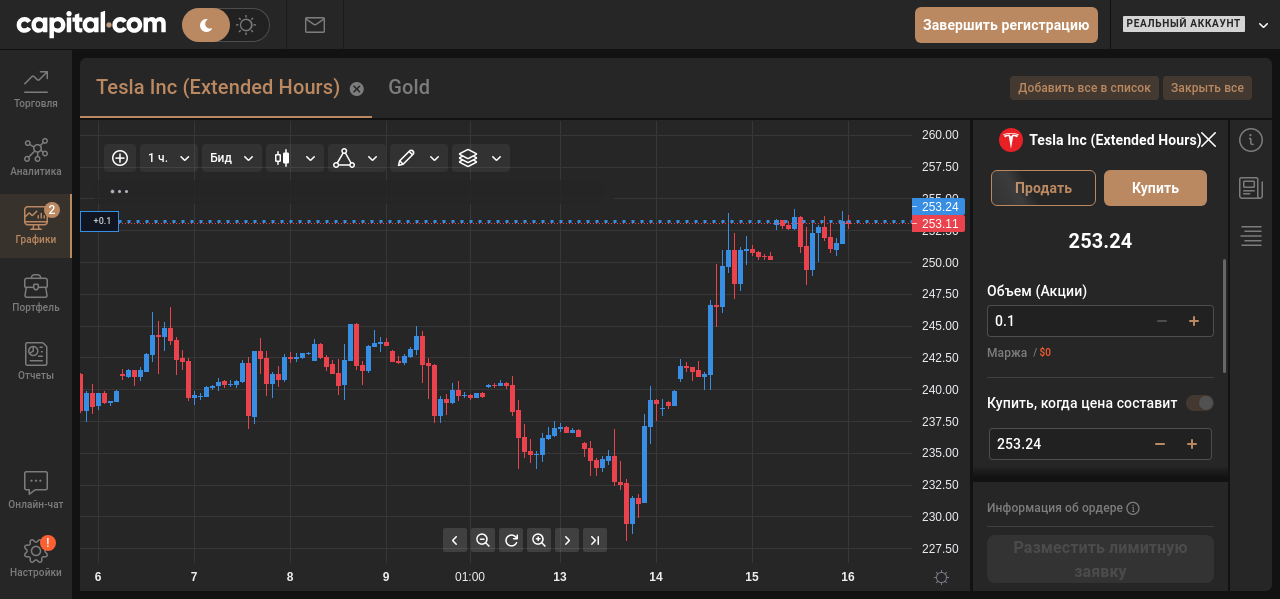 capital.com
Завершить регистрацию
РЕАЛЬНЫЙ АККАУНТ
Торговля
Аналитика
2
Графики
Портфель
Отчеты
Онлайн-чат
!
Настройки
Tesla Inc (Extended Hours)
Gold
Добавить все в список
Закрыть все
1 ч.
Бид
+0.1
260.00
257.50
255.00
253.24
253.11
252.50
250.00
247.50
245.00
242.50
240.00
237.50
235.00
232.50
230.00
227.50
6 7 8 9 01:00 13 14 15 16
Tesla Inc (Extended Hours)
Продать
Купить
253.24
Объем (Акции)
0.1
Маржа / $0
Купить, когда цена составит
253.24
Информация об ордере
Разместить лимитную
заявку